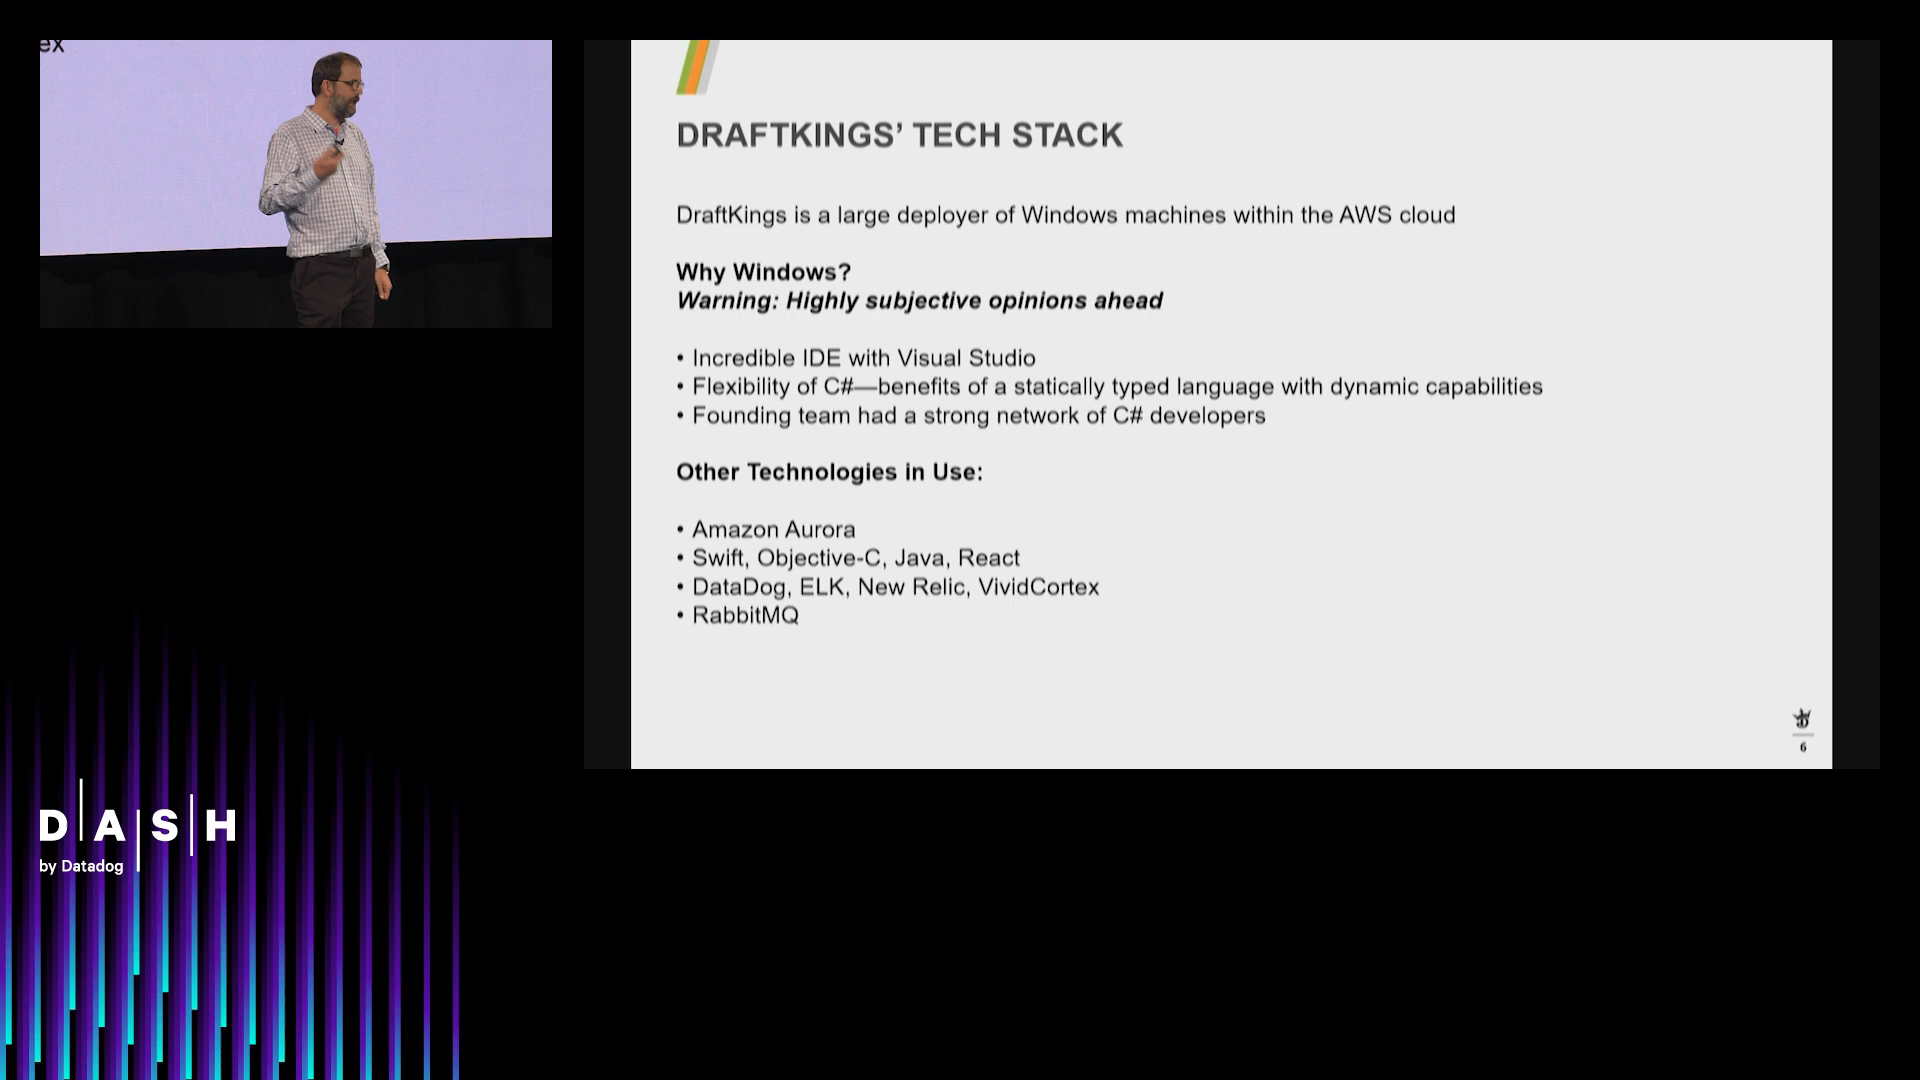 ex
DRAFTKINGS’ TECH STACK
DraftKings is a large deployer of Windows machines within the AWS cloud
Why Windows?
Warning: Highly subjective opinions ahead
• Incredible IDE with Visual Studio
• Flexibility of C#—benefits of a statically typed language with dynamic capabilities
• Founding team had a strong network of C# developers
Other Technologies in Use:
• Amazon Aurora
• Swift, Objective-C, Java, React
• DataDog, ELK, New Relic, VividCortex
• RabbitMQ
6
DASH
by Datadog